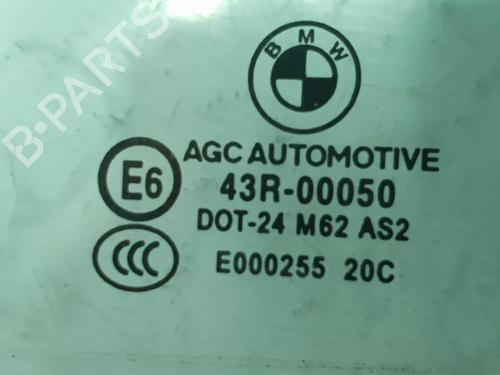 BMW
AGC AUTOMOTIVE
E6 43R-00050
DOT-24 M62 AS2
CCC E000255 20C
B-PARTS